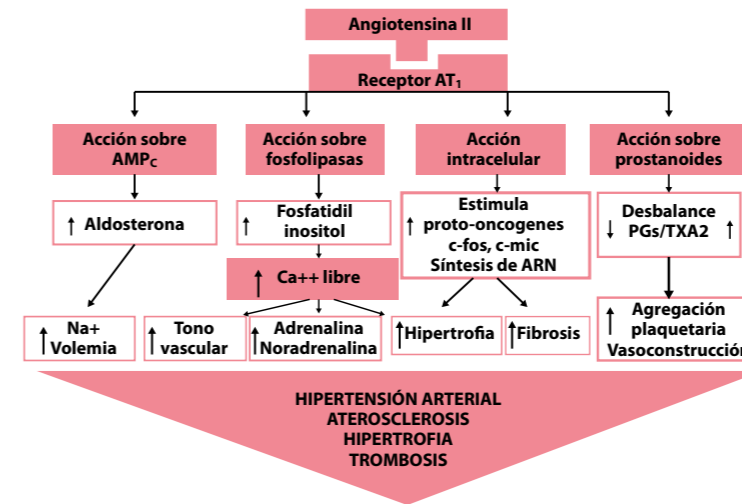 Angiotensina II
Receptor AT₁
Acción sobre
AMPc
Acción sobre
fosfolipasas
Acción
intracelular
Acción sobre
prostanoides
↑ Aldosterona
↑ Fosfatidil
inositol
↑ Estimula
proto-oncogenes
c-fos, c-mic
Síntesis de ARN
Desbalance
↓ PGs/TXA2 ↑
↑ Ca++ libre
↑ Na+
Volemia
↑ Tono
vascular
↑ Adrenalina
Noradrenalina
↑ Hipertrofia
↑ Fibrosis
↑ Agregación
plaquetaria
Vasoconstrucción
HIPERTENSIÓN ARTERIAL
ATEROSCLEROSIS
HIPERTROFIA
TROMBOSIS